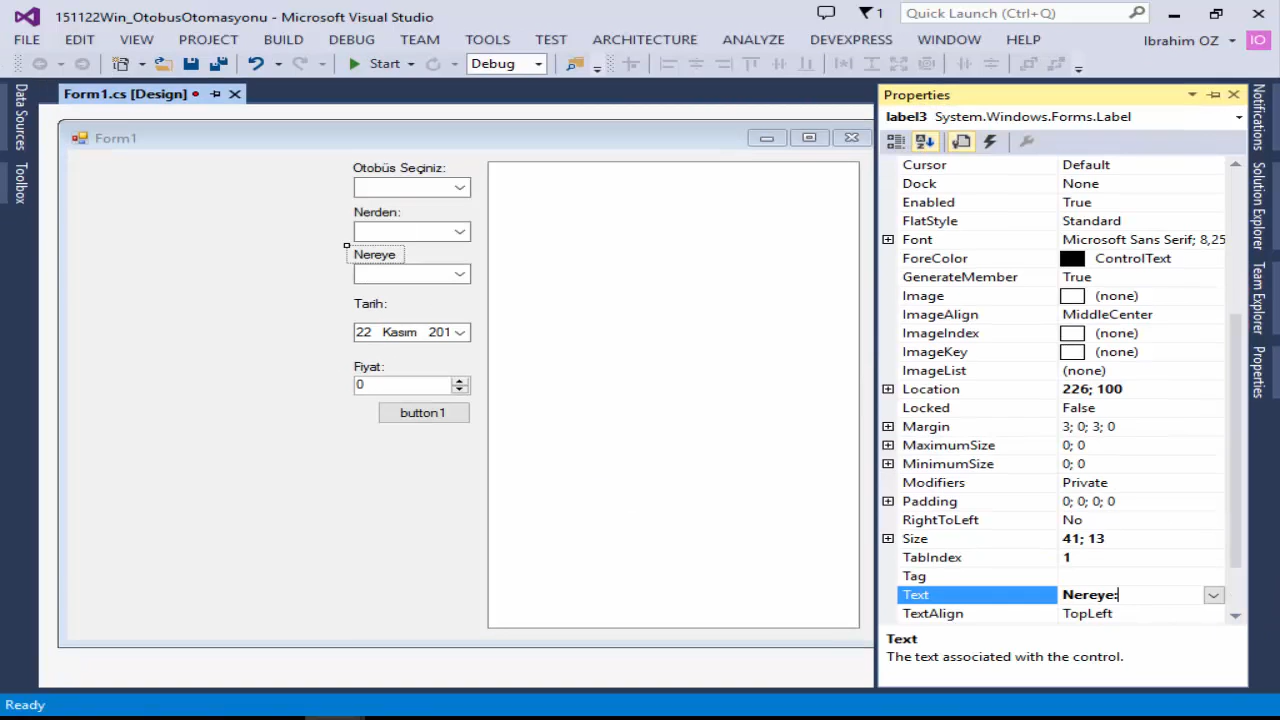 151122Win_OtobusOtomasyonu - Microsoft Visual Studio
1
Quick Launch (Ctrl+Q)
FILE EDIT VIEW PROJECT BUILD DEBUG TEAM TOOLS TEST ARCHITECTURE ANALYZE DEVEXPRESS WINDOW HELP
Ibrahim OZ
IO
Start
Debug
Data Sources
Toolbox
Form1.cs [Design]
Form1
Otobüs Seçiniz:
Nerden:
Nereye
Tarih:
22 Kasım 201
Fiyat:
0
button1
Properties
label3 System.Windows.Forms.Label
Cursor Default
Dock None
Enabled True
FlatStyle Standard
Font Microsoft Sans Serif; 8,25
ForeColor ControlText
GenerateMember True
Image (none)
ImageAlign MiddleCenter
ImageIndex (none)
ImageKey (none)
ImageList (none)
Location 226; 100
Locked False
Margin 3; 0; 3; 0
MaximumSize 0; 0
MinimumSize 0; 0
Modifiers Private
Padding 0; 0; 0; 0
RightToLeft No
Size 41; 13
TabIndex 1
Tag
Text Nereye:
TextAlign TopLeft
Text
The text associated with the control.
Notifications
Solution Explorer
Team Explorer
Properties
Ready